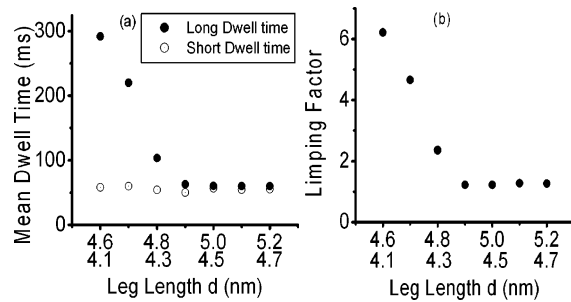 (a)
Long Dwell time
Short Dwell time
Mean Dwell Time (ms)
300
200
100
0
4.6 4.8 5.0 5.2
4.1 4.3 4.5 4.7
Leg Length d (nm)
(b)
Limping Factor
6
4
2
0
4.6 4.8 5.0 5.2
4.1 4.3 4.5 4.7
Leg Length d (nm)